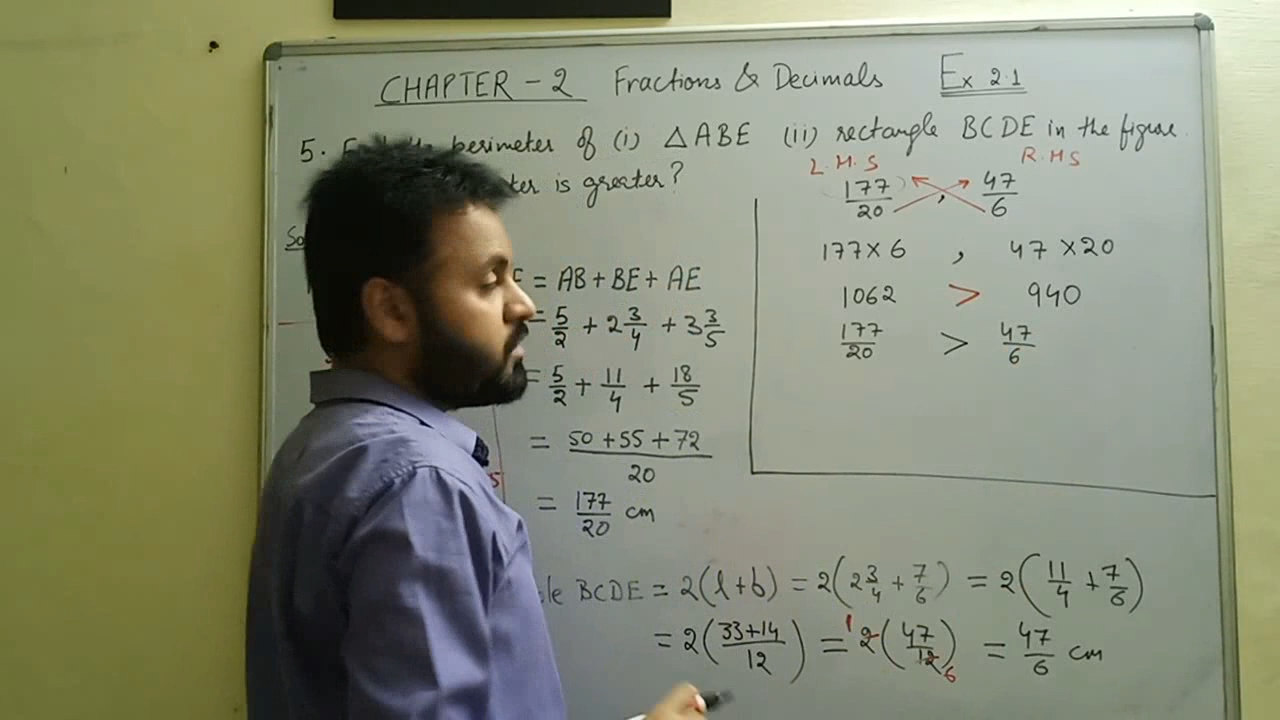 CHAPTER - 2 Fractions & Decimals Ex 2.1
5. perimeter of (i) △ABE (ii) rectangle BCDE in the figure.
is greater?
L.H.S R.H.S
177/20 , 47/6
177×6 , 47×20
1062 > 940
177/20 > 47/6
= AB+BE+AE
= 5/2 + 2 3/4 + 3 3/5
= 5/2 + 11/4 + 18/5
= 50+55+72/20
= 177/20 cm
BCDE = 2(l+b) = 2(2 3/4 + 7/6) = 2(11/4 + 7/6)
= 2(33+14/12) = 1 2(47/12 6) = 47/6 cm